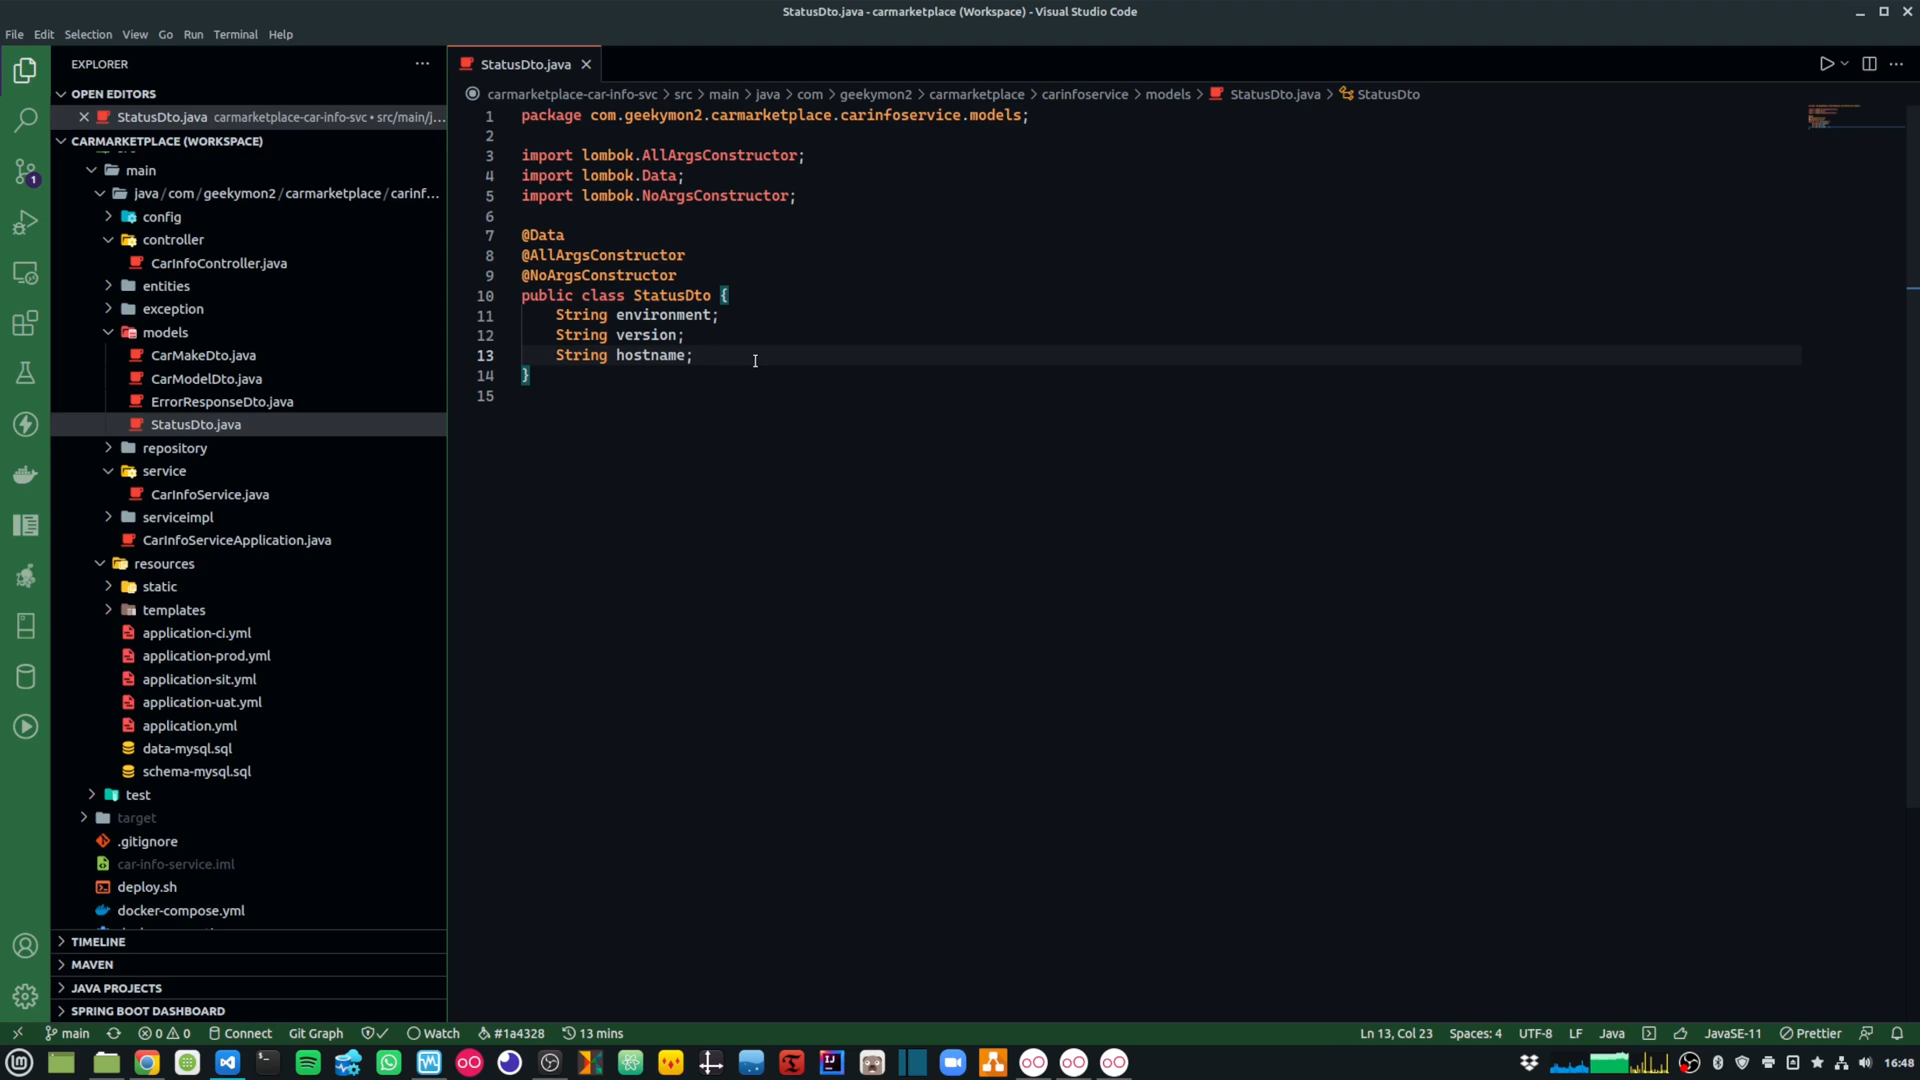 StatusDto.java - carmarketplace (Workspace) - Visual Studio Code
File Edit Selection View Go Run Terminal Help
EXPLORER
StatusDto.java
OPEN EDITORS
carmarketplace-car-info-svc > src > main > java > com > geekymon2 > carmarketplace > carinfoservice > models > StatusDto.java > StatusDto
StatusDto.java carmarketplace-car-info-svc • src/main/j...
CARMARKETPLACE (WORKSPACE)
main
java / com / geekymon2 / carmarketplace / carinf...
config
controller
CarInfoController.java
entities
exception
models
CarMakeDto.java
CarModelDto.java
ErrorResponseDto.java
StatusDto.java
repository
service
CarInfoService.java
serviceimpl
CarInfoServiceApplication.java
resources
static
templates
application-ci.yml
application-prod.yml
application-sit.yml
application-uat.yml
application.yml
data-mysql.sql
schema-mysql.sql
test
target
.gitignore
car-info-service.iml
deploy.sh
docker-compose.yml
TIMELINE
MAVEN
JAVA PROJECTS
SPRING BOOT DASHBOARD
1 package com.geekymon2.carmarketplace.carinfoservice.models;
2
3 import lombok.AllArgsConstructor;
4 import lombok.Data;
5 import lombok.NoArgsConstructor;
6
7 @Data
8 @AllArgsConstructor
9 @NoArgsConstructor
10 public class StatusDto {
11 String environment;
12 String version;
13 String hostname;
14 }
15
1
main 0 0 Connect Git Graph Watch #1a4328 13 mins Ln 13, Col 23 Spaces: 4 UTF-8 LF Java JavaSE-11 Prettier
16:48